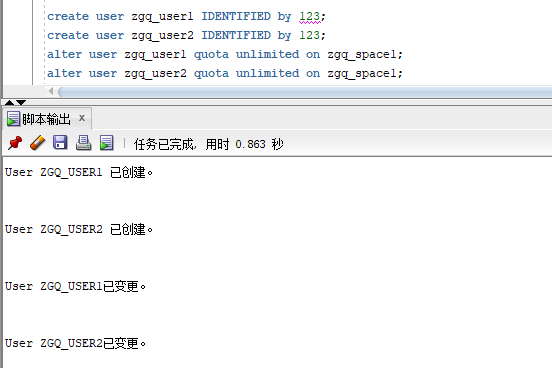 create user zgq_user1 IDENTIFIED by 123;
create user zgq_user2 IDENTIFIED by 123;
alter user zgq_user1 quota unlimited on zgq_space1;
alter user zgq_user2 quota unlimited on zgq_space1;
脚本输出 x
任务已完成, 用时 0.863 秒
User ZGQ_USER1 已创建。
User ZGQ_USER2 已创建。
User ZGQ_USER1已变更。
User ZGQ_USER2已变更。